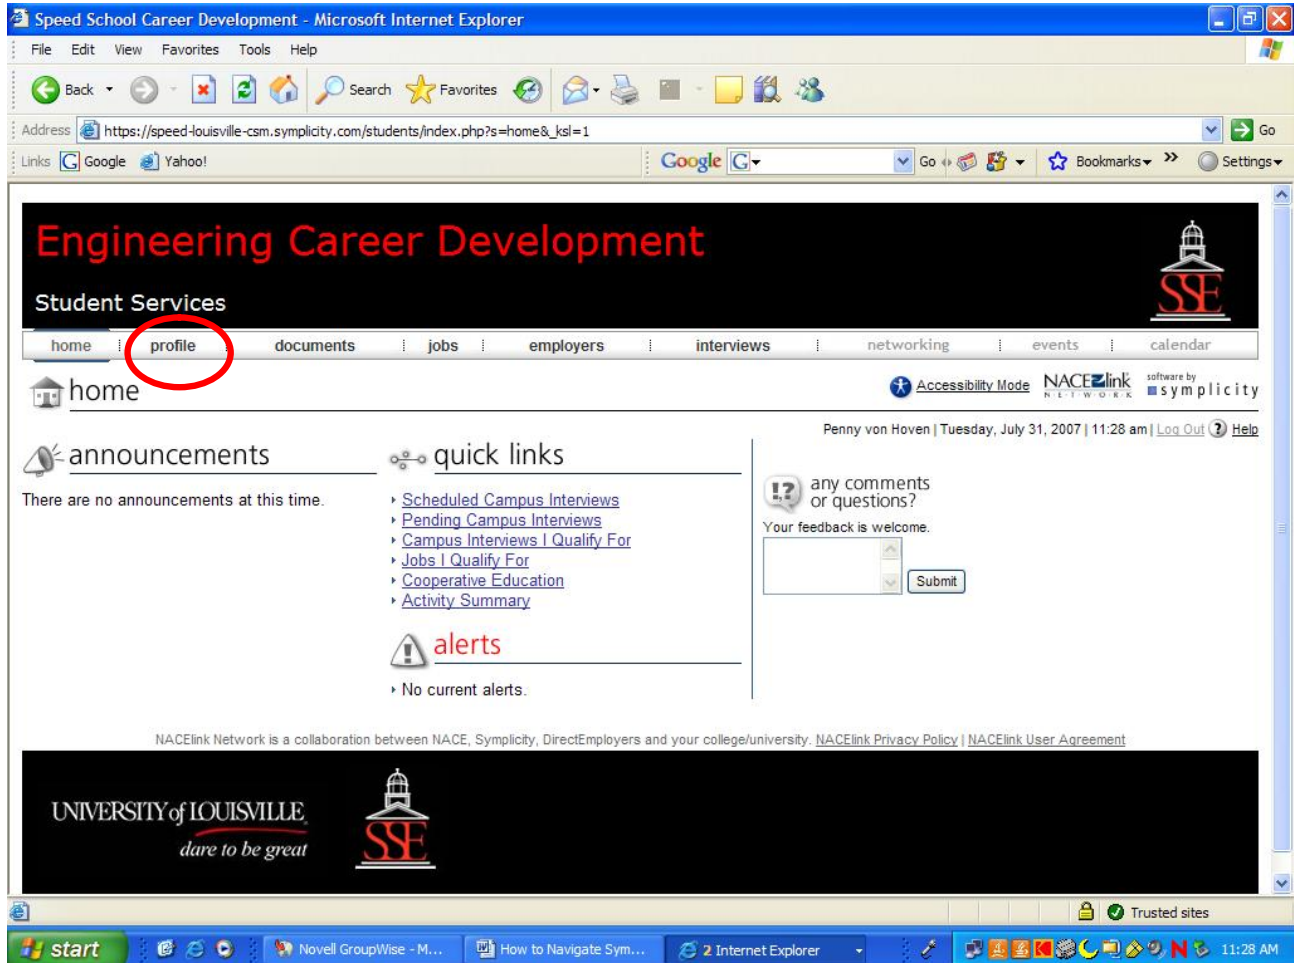 Speed School Career Development - Microsoft Internet Explorer
File Edit View Favorites Tools Help
Back Search Favorites
Address https://speed-louisville-csm.symplicity.com/students/index.php?s=home&_ksl=1 Go
Links G Google Yahoo! Google G Go Bookmarks >> Settings
Engineering Career Development
Student Services
SSE
home profile documents jobs employers interviews networking events calendar
home
Accessibility Mode NACElink NETWORK software by symplicity
Penny von Hoven | Tuesday, July 31, 2007 | 11:28 am | Log Out ? Help
announcements
There are no announcements at this time.
quick links
Scheduled Campus Interviews
Pending Campus Interviews
Campus Interviews I Qualify For
Jobs I Qualify For
Cooperative Education
Activity Summary
alerts
No current alerts.
!? any comments
or questions?
Your feedback is welcome.
Submit
NACElink Network is a collaboration between NACE, Symplicity, DirectEmployers and your college/university. NACElink Privacy Policy | NACElink User Agreement
UNIVERSITY of LOUISVILLE
dare to be great
SSE
Trusted sites
start Novell GroupWise - M... How to Navigate Sym... 2 Internet Explorer 11:28 AM